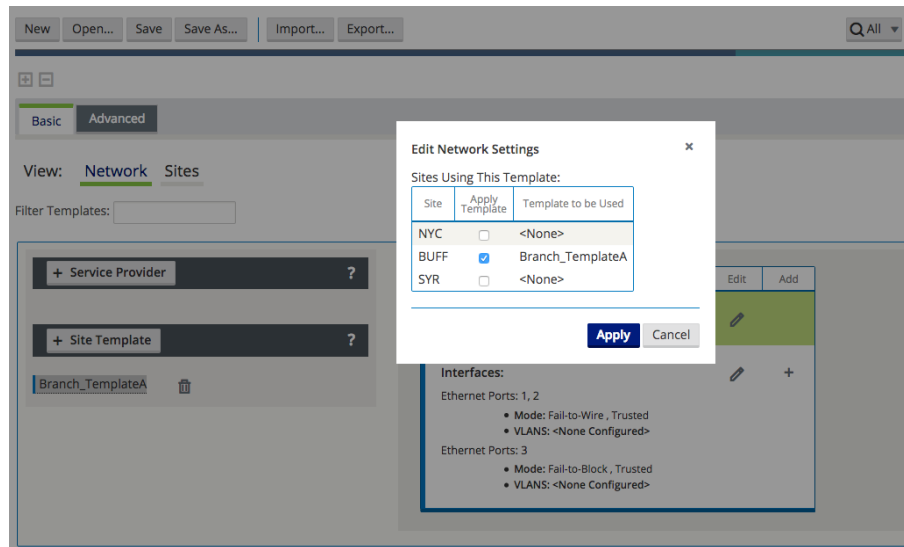 New Open... Save Save As... Import... Export... All
Basic Advanced
View: Network Sites
Filter Templates:
+ Service Provider ?
+ Site Template ?
Branch_TemplateA
Edit Network Settings ×
Sites Using This Template:
Site Apply Template Template to be Used
NYC <None>
BUFF Branch_TemplateA
SYR <None>
Apply Cancel
Edit Add
Interfaces: +
Ethernet Ports: 1, 2
• Mode: Fail-to-Wire , Trusted
• VLANS: <None Configured>
Ethernet Ports: 3
• Mode: Fail-to-Block , Trusted
• VLANS: <None Configured>